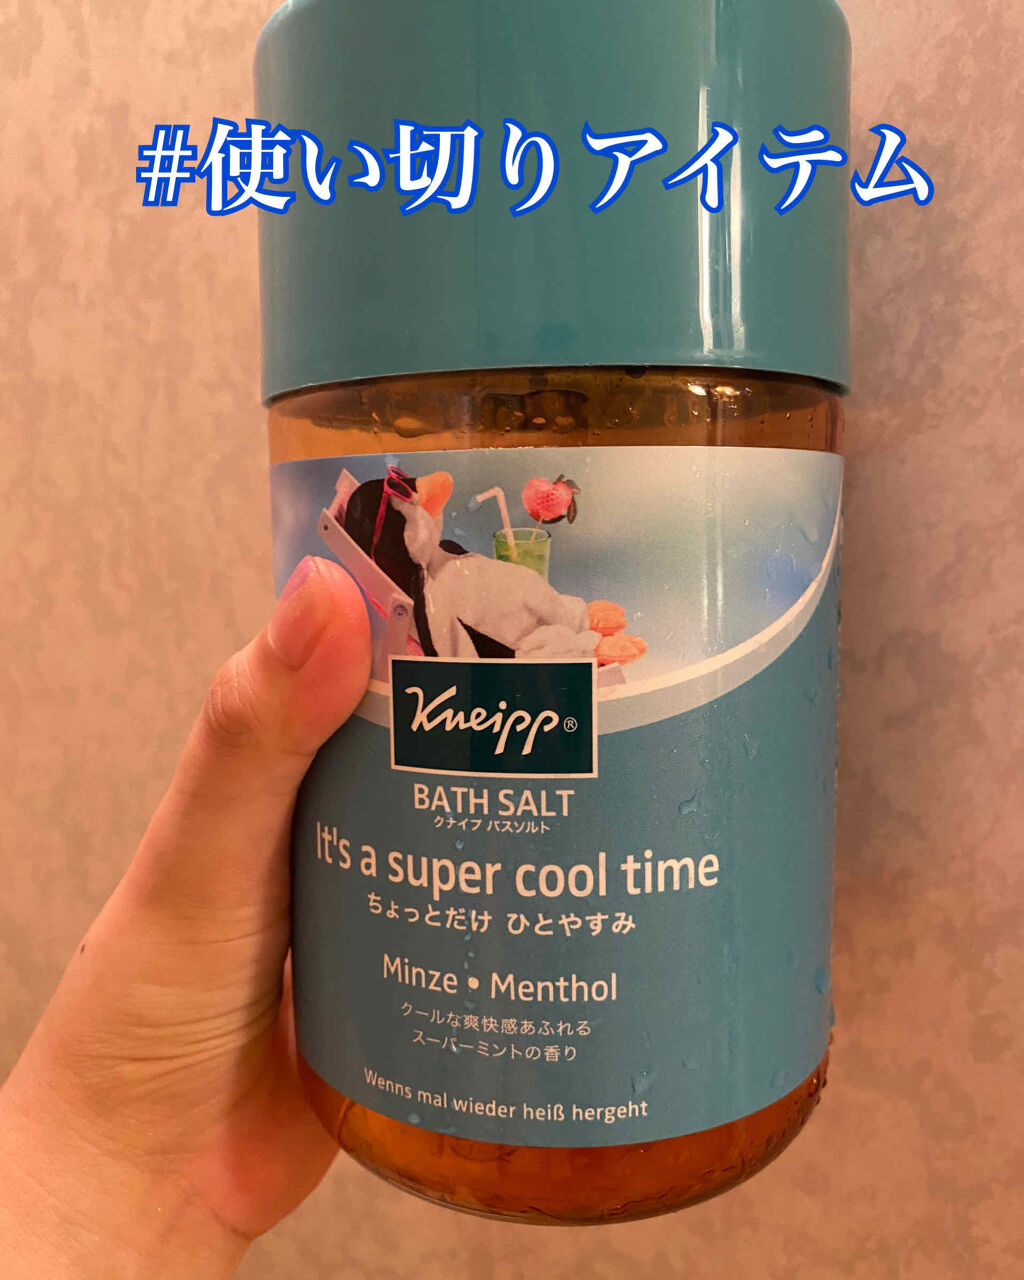 #使い切りアイテム
Kneipp®
BATH SALT
クナイプ バスソルト
It's a super cool time
ちょっとだけ ひとやすみ
Minze • Menthol
クールな爽快感あふれる
スーパーミントの香り
Wenns mal wieder heiß hergeht